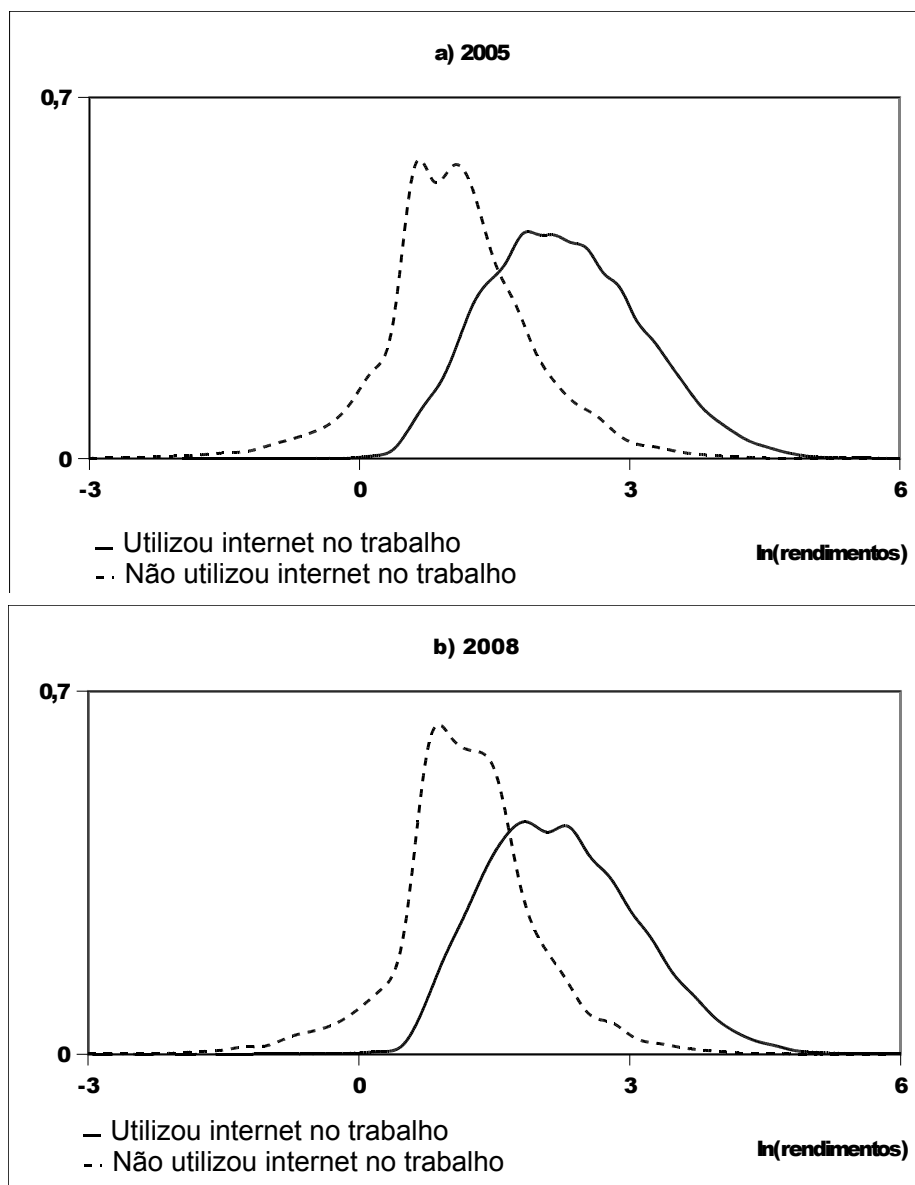 a) 2005
0,7
0
-3 0 3 6
— Utilizou internet no trabalho
-- Não utilizou internet no trabalho
ln(rendimentos)
b) 2008
0,7
0
-3 0 3 6
— Utilizou internet no trabalho
-- Não utilizou internet no trabalho
ln(rendimentos)